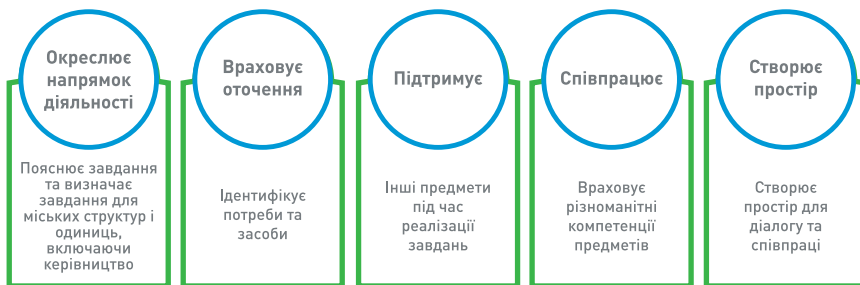 Окреслює
напрямок
діяльності
Пояснює завдання
та визначає
завдання для
міських структур і
одиниць,
включаючи
керівництво
Враховує
оточення
Ідентифікує
потреби та
засоби
Підтримує
Інші предмети
під час
реалізації
завдань
Співпрацює
Враховує
різноманітні
компетенції
предметів
Створює
простір
Створює
простір для
діалогу та
співпраці